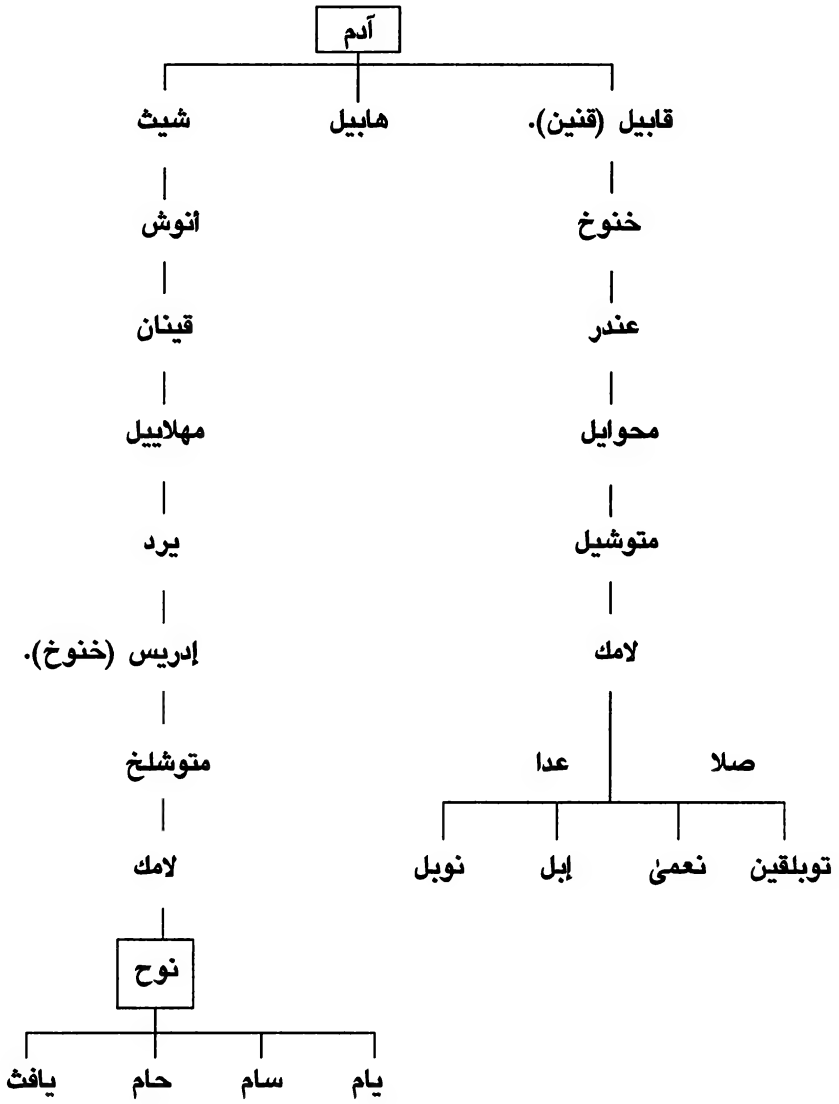 آدم
قابيل (قنين). هابيل شيث
خنوخ أنوش
عندر قينان
محوايل مهلاييل
متوشيل يرد
لامك إدريس (خنوخ).
صلا عدا متوشلخ
توبلقين نعمىٰ إبل نوبل لامك
نوح
يام سام حام يافث